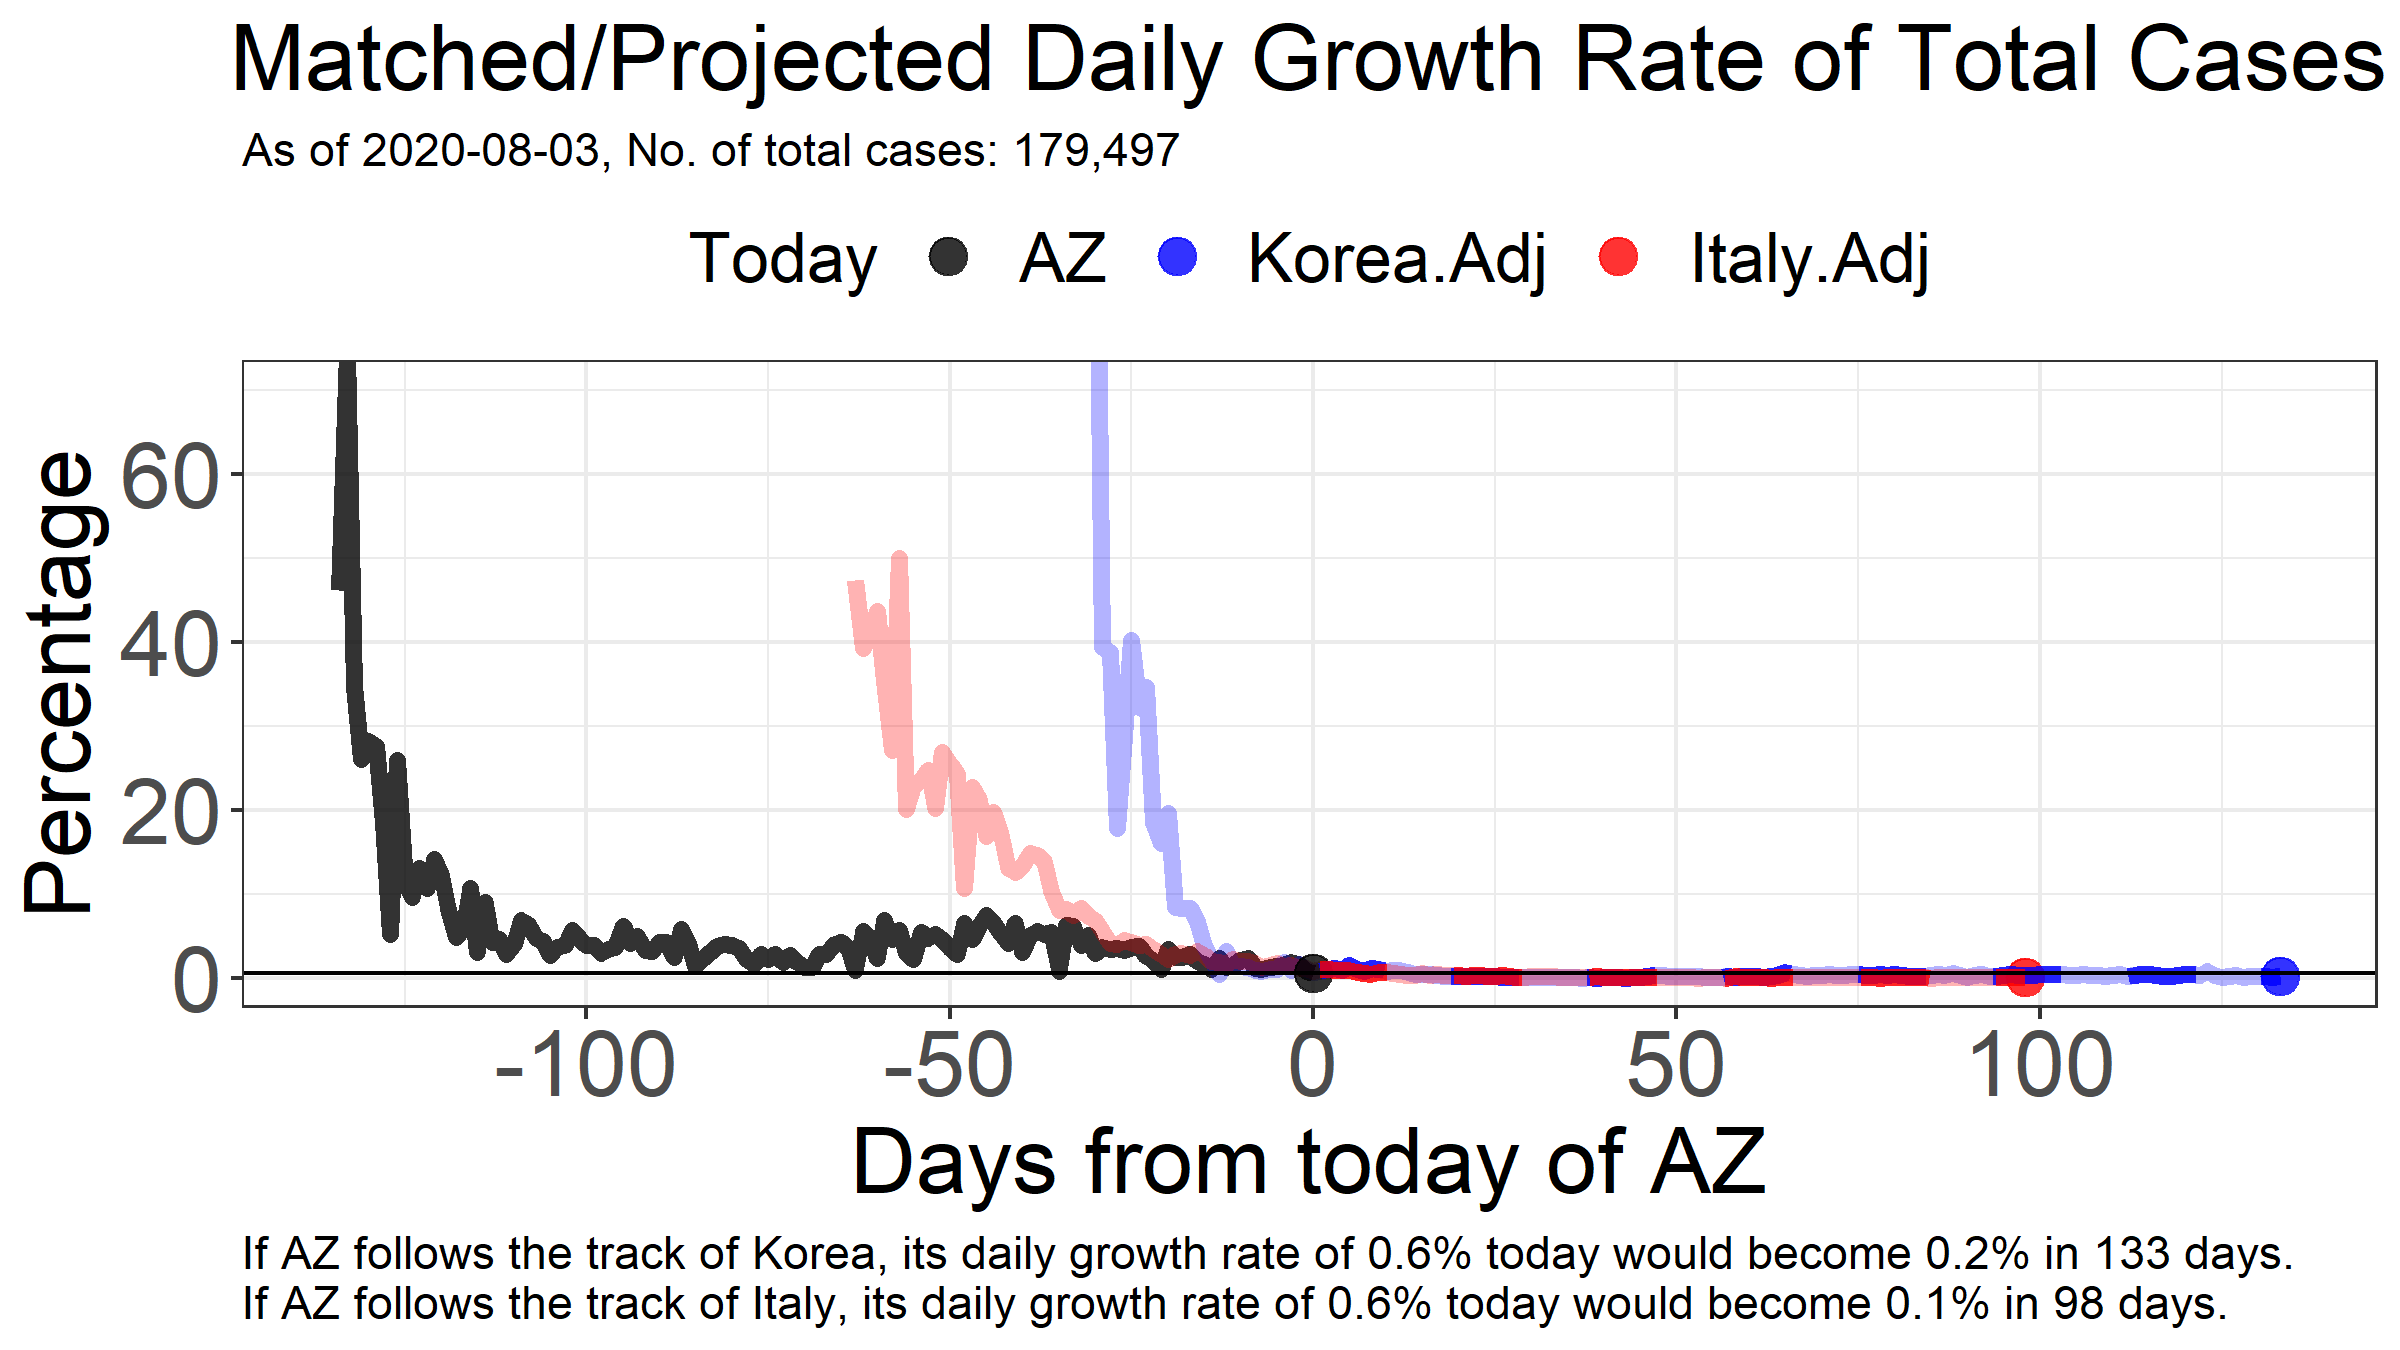 Matched/Projected Daily Growth Rate of Total Cases
As of 2020-08-03, No. of total cases: 179,497
Today AZ Korea.Adj Italy.Adj
Percentage
60
40
20
0
-100 -50 0 50 100
Days from today of AZ
If AZ follows the track of Korea, its daily growth rate of 0.6% today would become 0.2% in 133 days.
If AZ follows the track of Italy, its daily growth rate of 0.6% today would become 0.1% in 98 days.